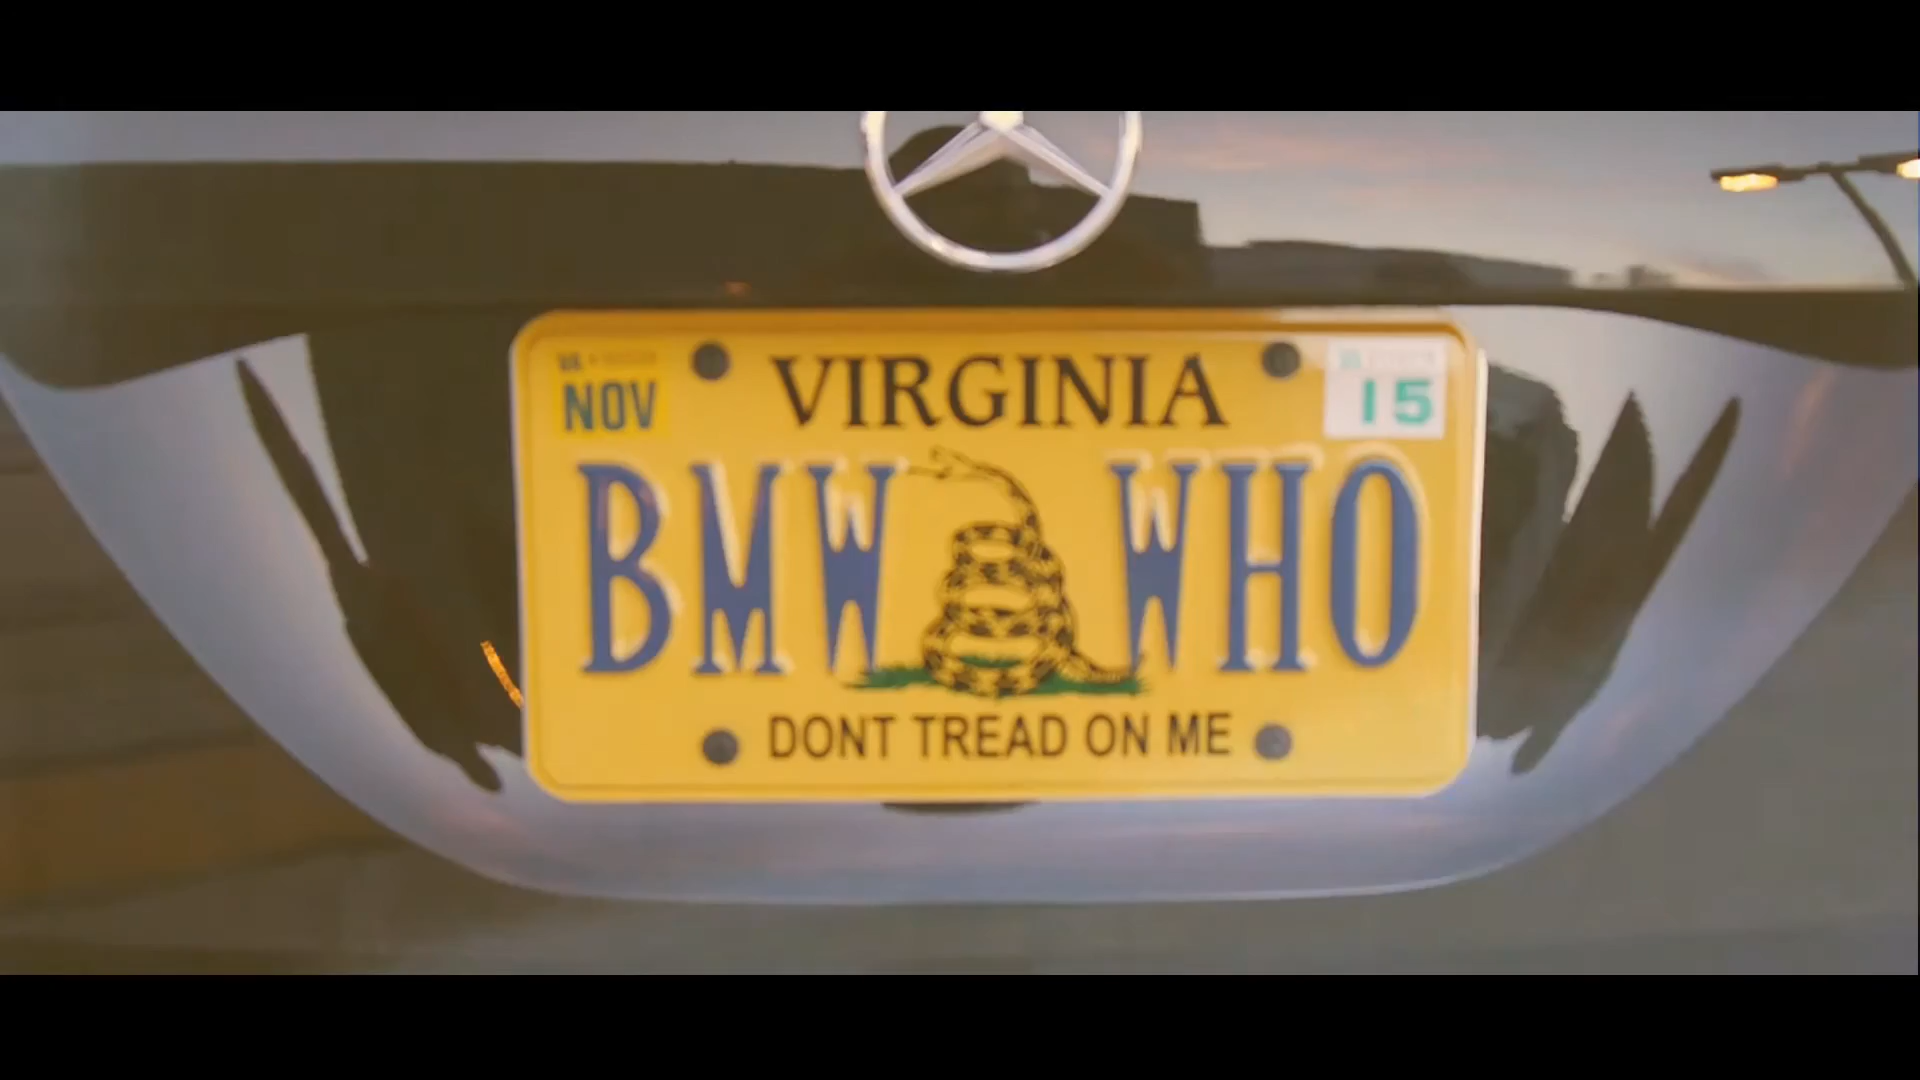 VIRGINIA
NOV
15
BMW WHO
DONT TREAD ON ME